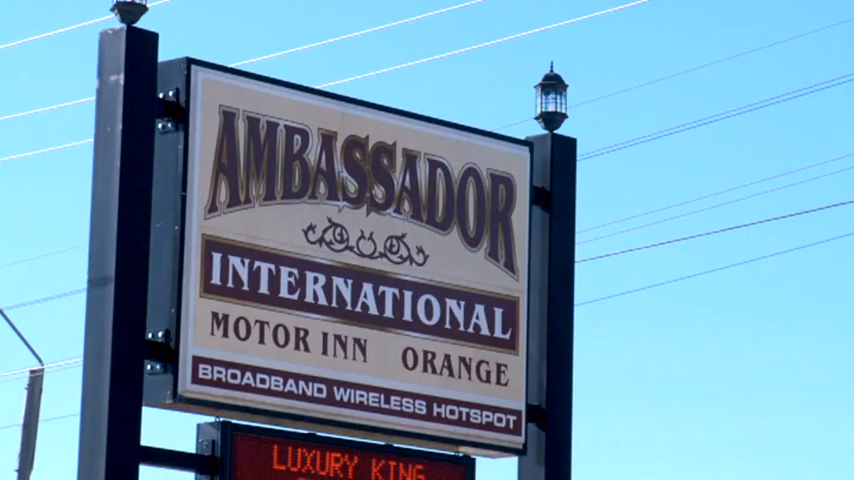 AMBASSADOR
INTERNATIONAL
MOTOR INN ORANGE
BROADBAND WIRELESS HOTSPOT
LUXURY KING